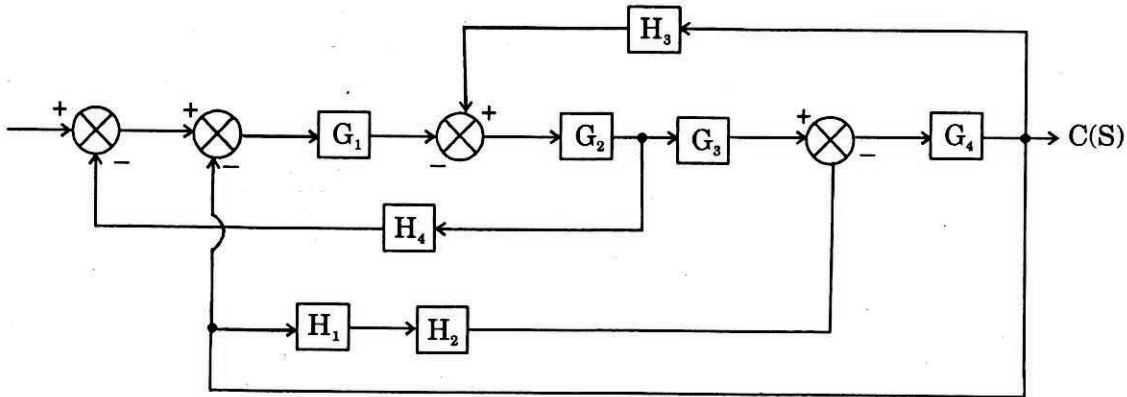 H₃
+ + + +
G₁ G₂ G₃ G₄ C(S)
− − − −
H₄
H₁ H₂